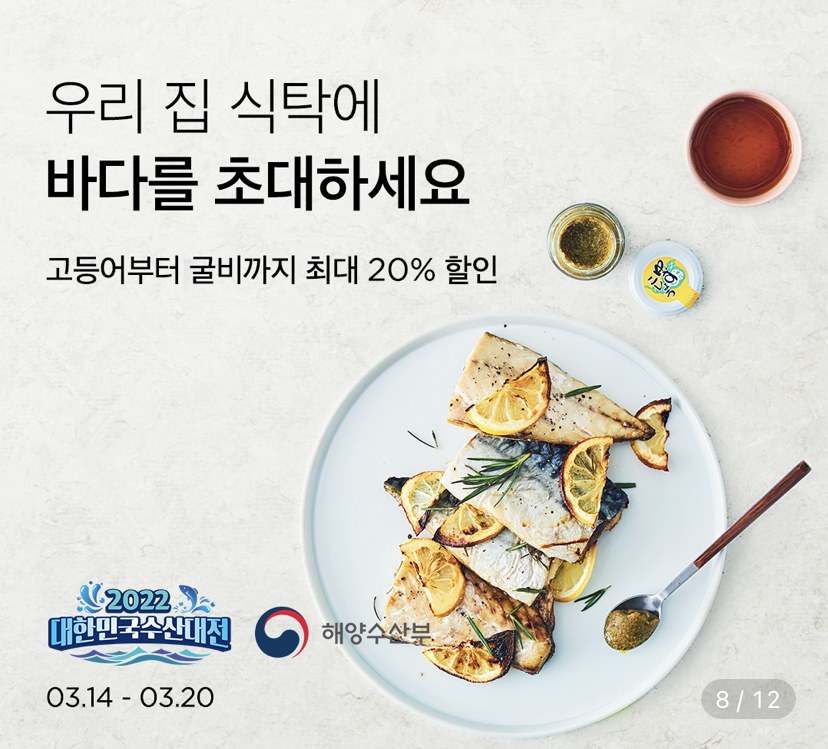 우리 집 식탁에
바다를 초대하세요
고등어부터 굴비까지 최대 20% 할인
2022
대한민국수산대전
해양수산부
03.14 - 03.20
8 / 12